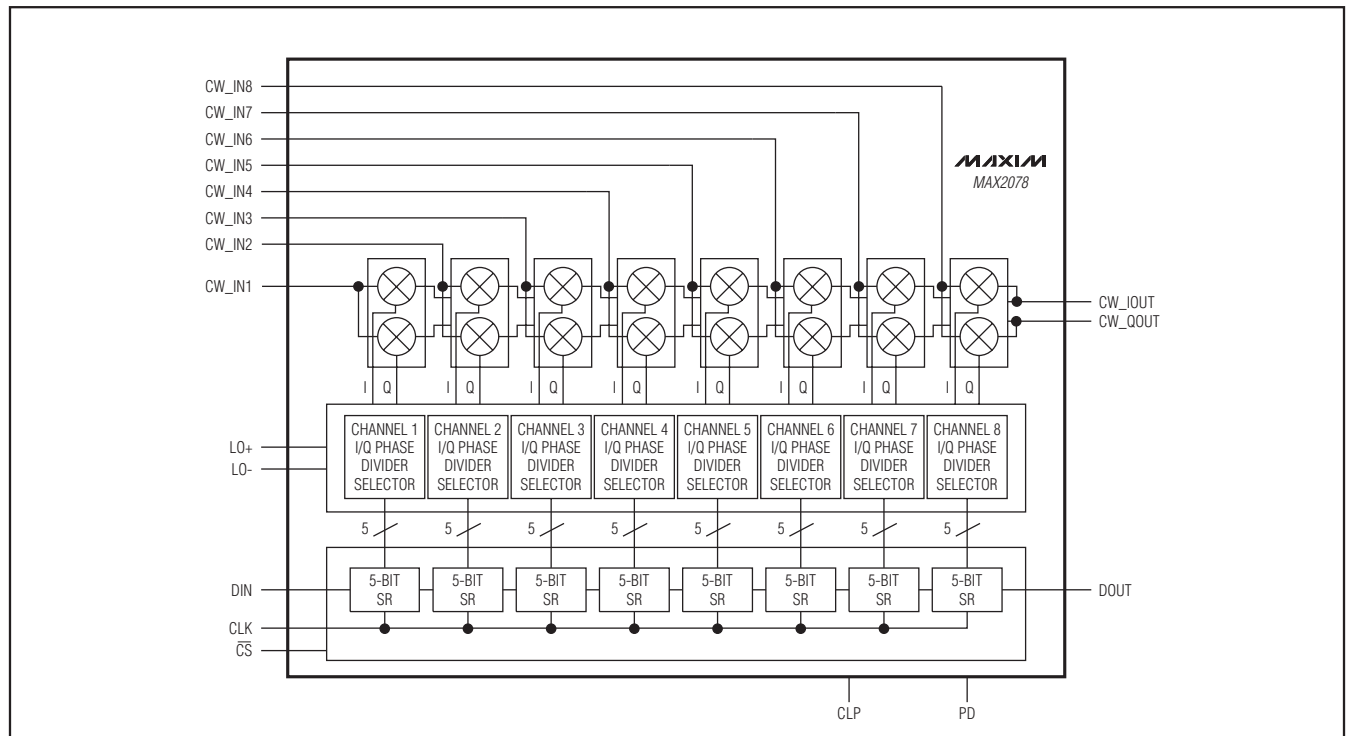 CW_IN8
CW_IN7
CW_IN6
CW_IN5
CW_IN4
CW_IN3
CW_IN2
CW_IN1
MAXIM
MAX2078
CW_IOUT
CW_QOUT
I Q I Q I Q I Q I Q I Q I Q I Q
LO+
LO-
CHANNEL 1 CHANNEL 2 CHANNEL 3 CHANNEL 4 CHANNEL 5 CHANNEL 6 CHANNEL 7 CHANNEL 8
I/Q PHASE I/Q PHASE I/Q PHASE I/Q PHASE I/Q PHASE I/Q PHASE I/Q PHASE I/Q PHASE
DIVIDER DIVIDER DIVIDER DIVIDER DIVIDER DIVIDER DIVIDER DIVIDER
SELECTOR SELECTOR SELECTOR SELECTOR SELECTOR SELECTOR SELECTOR SELECTOR
5 5 5 5 5 5 5 5
DIN
5-BIT 5-BIT 5-BIT 5-BIT 5-BIT 5-BIT 5-BIT 5-BIT
SR SR SR SR SR SR SR SR
DOUT
CLK
C̅S̅
CLP PD